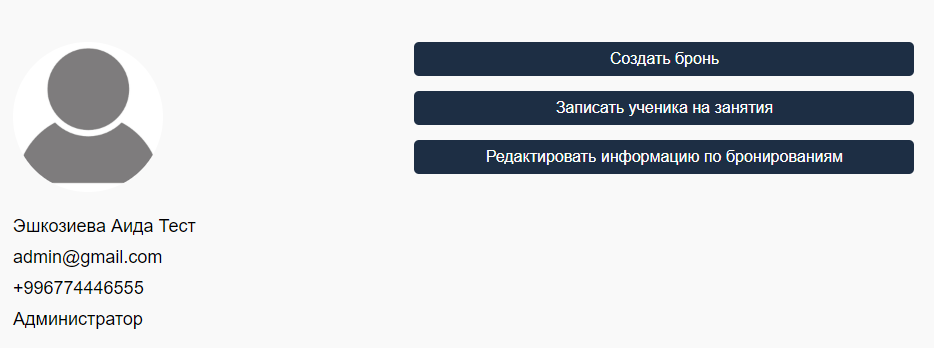 Создать бронь
Записать ученика на занятия
Редактировать информацию по бронированиям
Эшкозиева Аида Тест
admin@gmail.com
+996774446555
Администратор